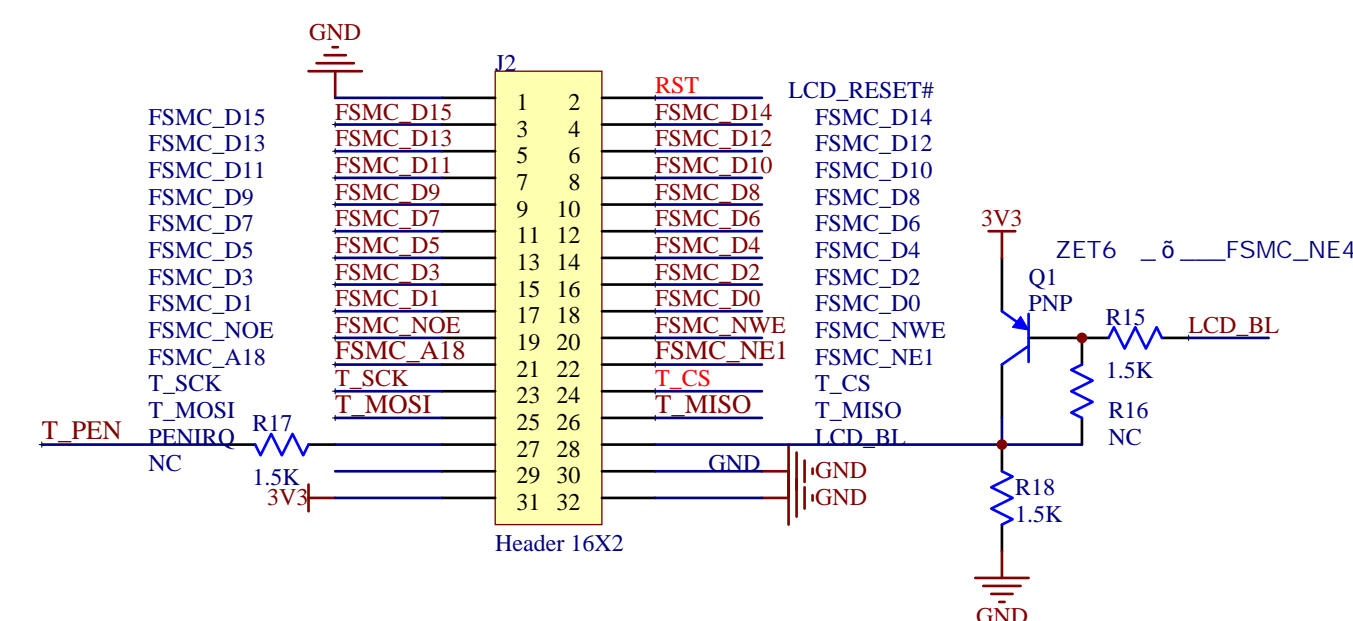 GND
J2
RST LCD_RESET#
1 2
FSMC_D15 FSMC_D15 3 4 FSMC_D14 FSMC_D14
FSMC_D13 FSMC_D13 5 6 FSMC_D12 FSMC_D12
FSMC_D11 FSMC_D11 7 8 FSMC_D10 FSMC_D10
FSMC_D9 FSMC_D9 9 10 FSMC_D8 FSMC_D8
FSMC_D7 FSMC_D7 11 12 FSMC_D6 FSMC_D6
FSMC_D5 FSMC_D5 13 14 FSMC_D4 FSMC_D4
FSMC_D3 FSMC_D3 15 16 FSMC_D2 FSMC_D2
FSMC_D1 FSMC_D1 17 18 FSMC_D0 FSMC_D0
FSMC_NOE FSMC_NOE 19 20 FSMC_NWE FSMC_NWE
FSMC_A18 FSMC_A18 21 22 FSMC_NE1 FSMC_NE1
T_SCK T_SCK 23 24 T_CS T_CS
T_MOSI T_MOSI 25 26 T_MISO T_MISO
T_PEN PENIRQ R17 27 28 LCD_BL
NC 1.5K 29 30 GND GND
3V3 31 32 GND
Header 16X2
3V3
ZET6 _ õ ___FSMC_NE4
Q1
PNP
R15 LCD_BL
1.5K
R16
NC
R18
1.5K
GND